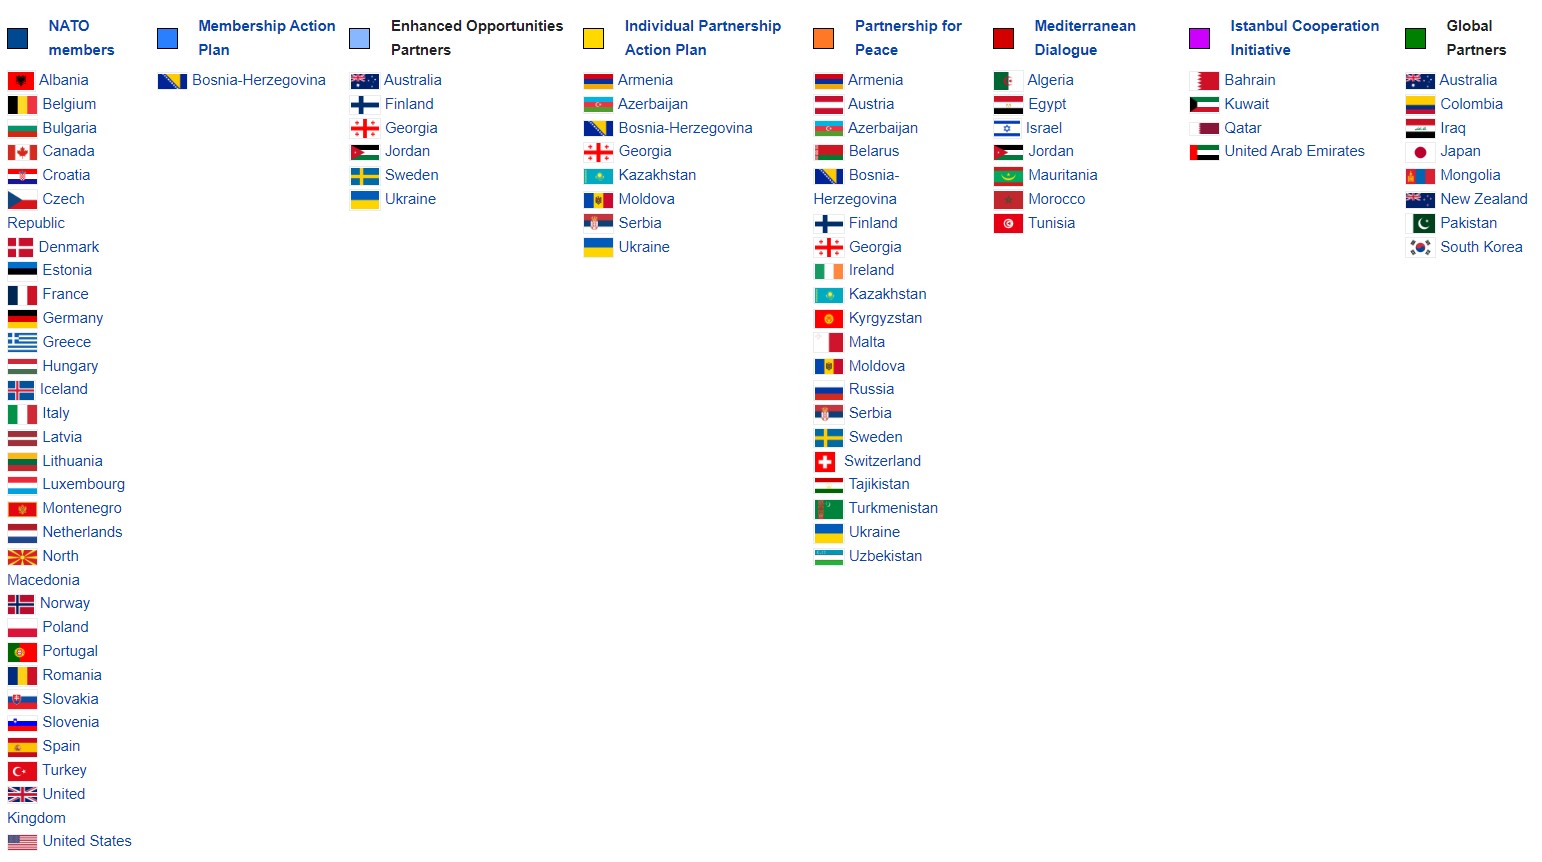 NATO
members
Albania
Belgium
Bulgaria
Canada
Croatia
Czech
Republic
Denmark
Estonia
France
Germany
Greece
Hungary
Iceland
Italy
Latvia
Lithuania
Luxembourg
Montenegro
Netherlands
North
Macedonia
Norway
Poland
Portugal
Romania
Slovakia
Slovenia
Spain
Turkey
United
Kingdom
United States
Membership Action
Plan
Bosnia-Herzegovina
Enhanced Opportunities
Partners
Australia
Finland
Georgia
Jordan
Sweden
Ukraine
Individual Partnership
Action Plan
Armenia
Azerbaijan
Bosnia-Herzegovina
Georgia
Kazakhstan
Moldova
Serbia
Ukraine
Partnership for
Peace
Armenia
Austria
Azerbaijan
Belarus
Bosnia-
Herzegovina
Finland
Georgia
Ireland
Kazakhstan
Kyrgyzstan
Malta
Moldova
Russia
Serbia
Sweden
Switzerland
Tajikistan
Turkmenistan
Ukraine
Uzbekistan
Mediterranean
Dialogue
Algeria
Egypt
Israel
Jordan
Mauritania
Morocco
Tunisia
Istanbul Cooperation
Initiative
Bahrain
Kuwait
Qatar
United Arab Emirates
Global
Partners
Australia
Colombia
Iraq
Japan
Mongolia
New Zealand
Pakistan
South Korea